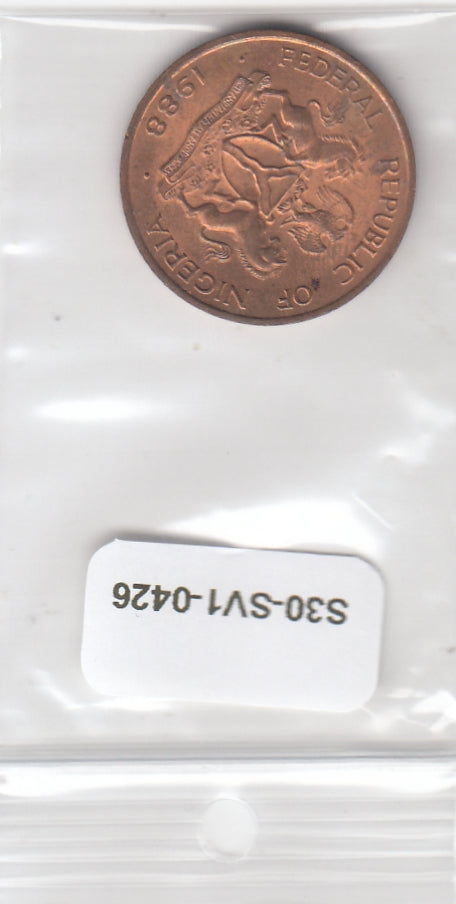 FEDERAL REPUBLIC OF NIGERIA
1988
S30-SV1-0426